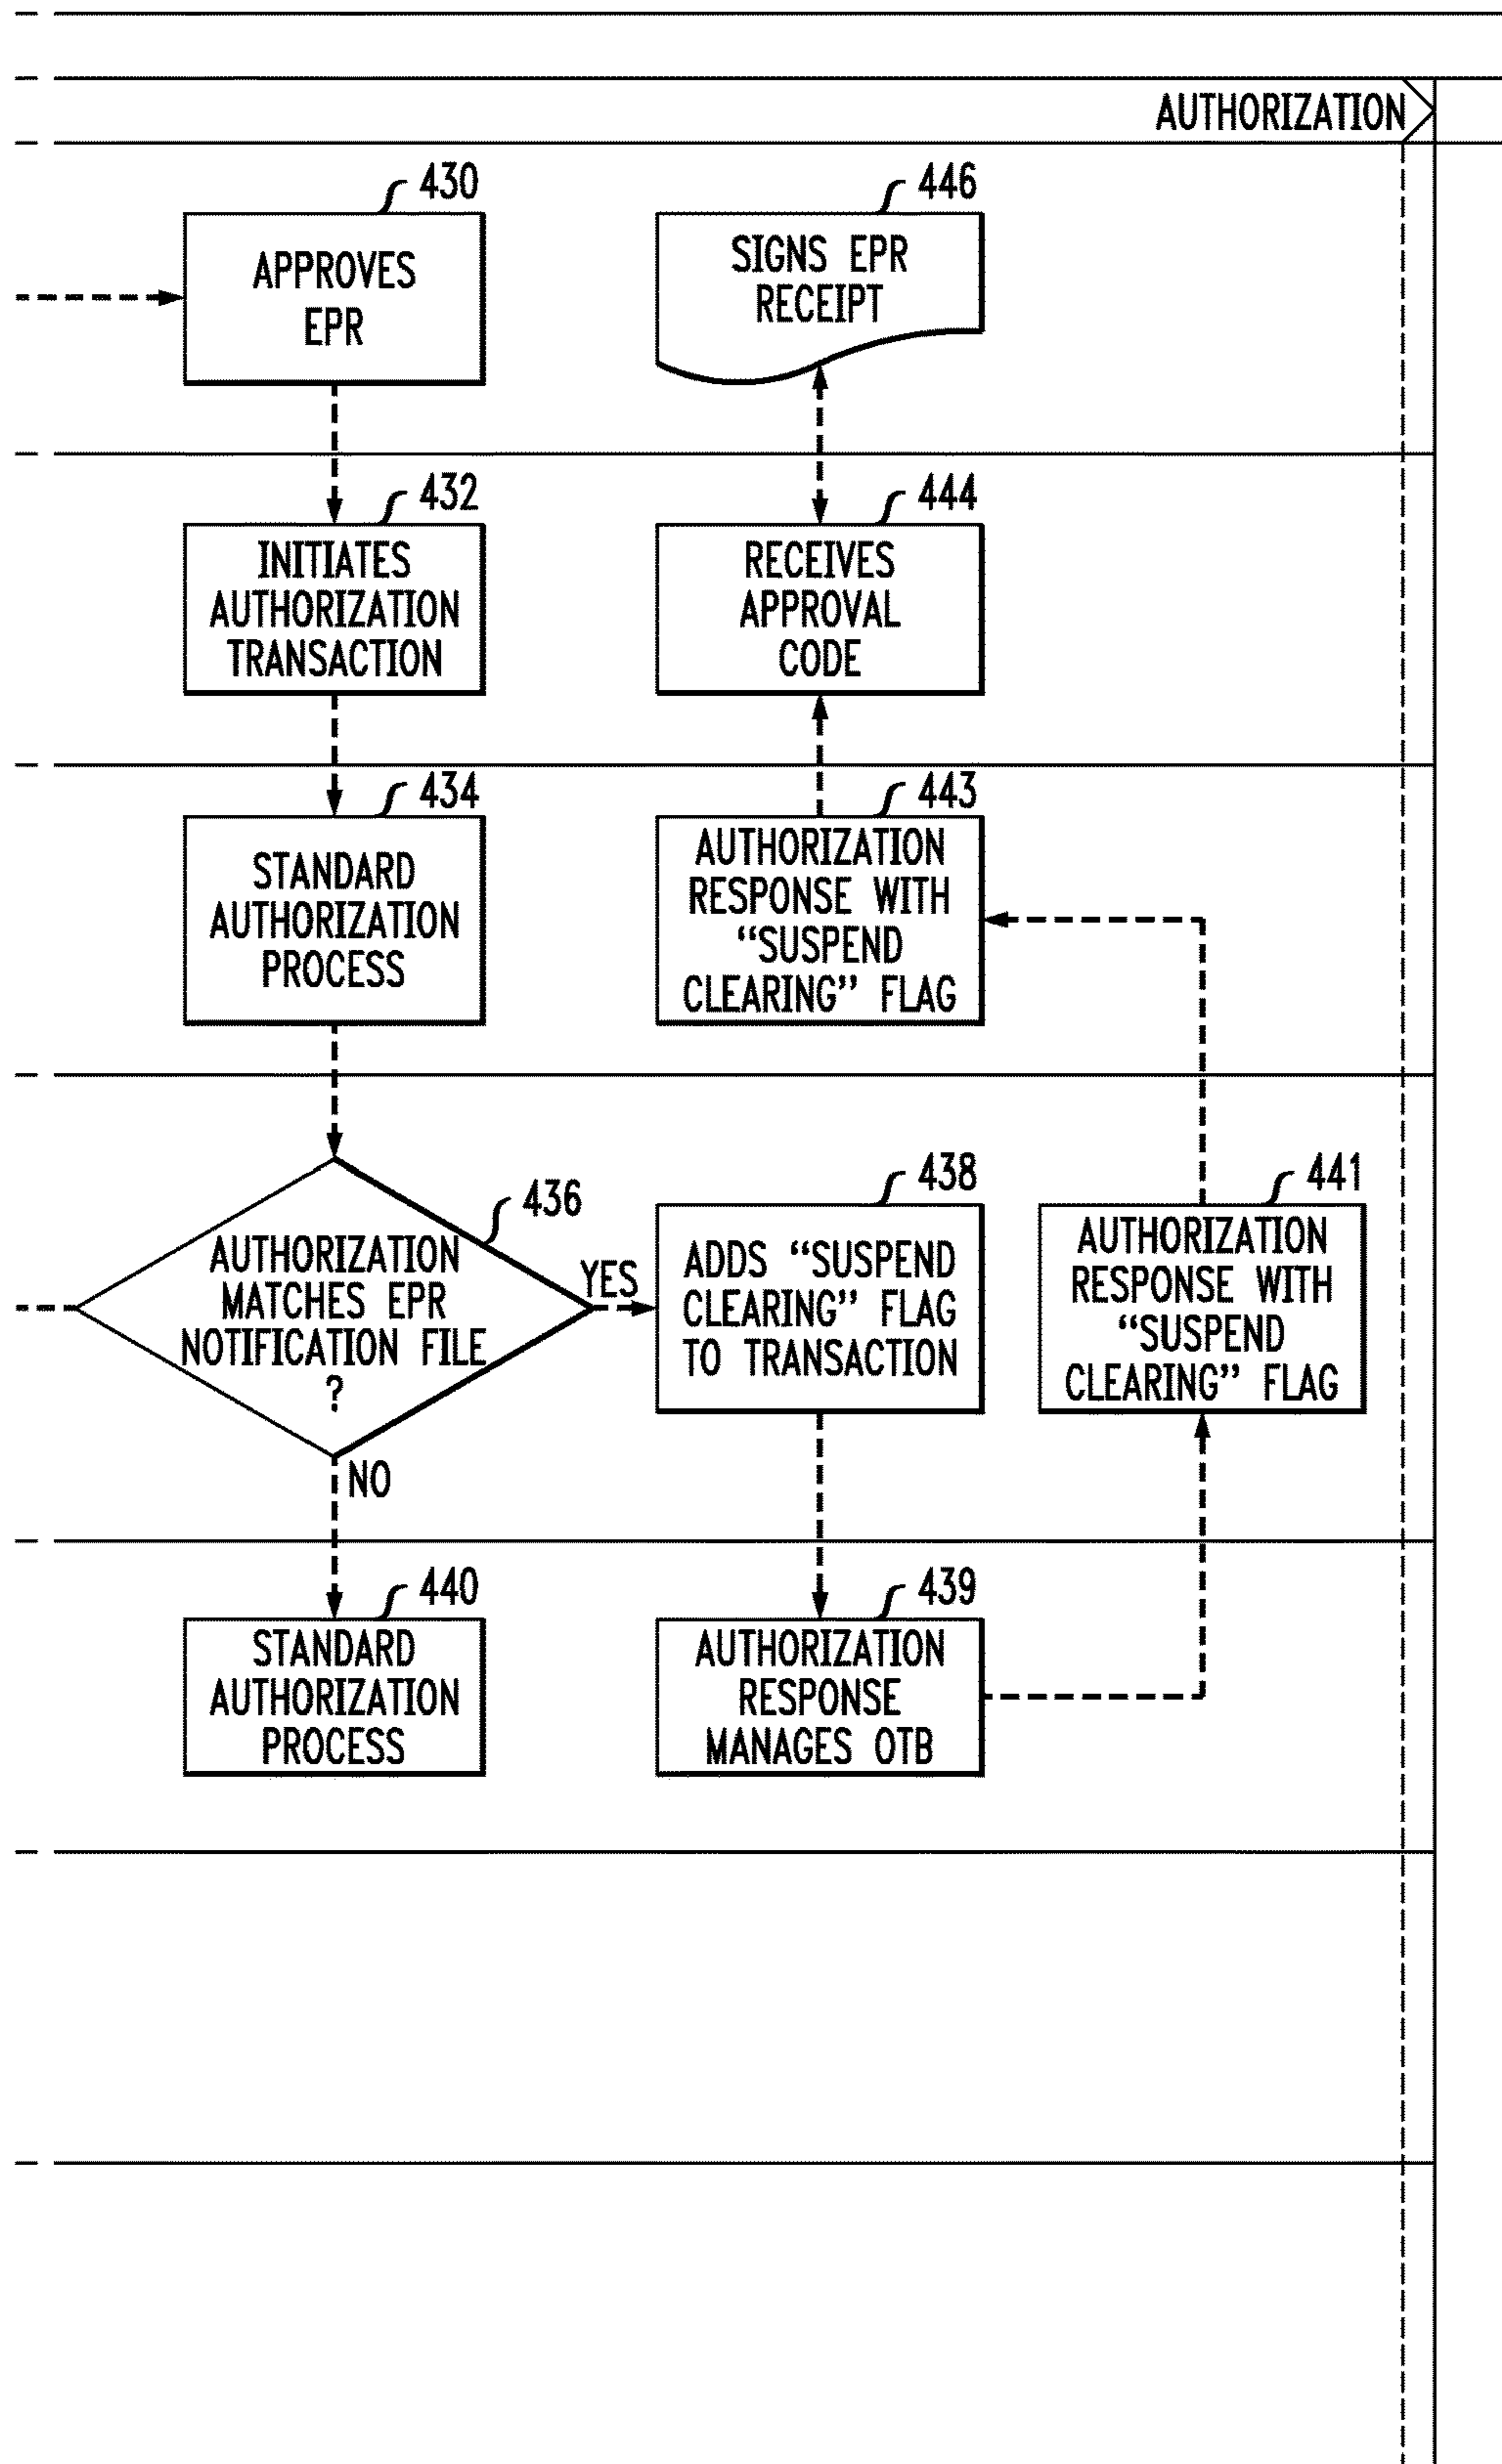 AUTHORIZATION
430
APPROVES
EPR
446
SIGNS EPR
RECEIPT
432
INITIATES
AUTHORIZATION
TRANSACTION
444
RECEIVES
APPROVAL
CODE
434
STANDARD
AUTHORIZATION
PROCESS
443
AUTHORIZATION
RESPONSE WITH
“SUSPEND
CLEARING” FLAG
436
AUTHORIZATION
MATCHES EPR
NOTIFICATION FILE
?
YES
NO
438
ADDS “SUSPEND
CLEARING” FLAG
TO TRANSACTION
441
AUTHORIZATION
RESPONSE WITH
“SUSPEND
CLEARING” FLAG
440
STANDARD
AUTHORIZATION
PROCESS
439
AUTHORIZATION
RESPONSE
MANAGES OTB